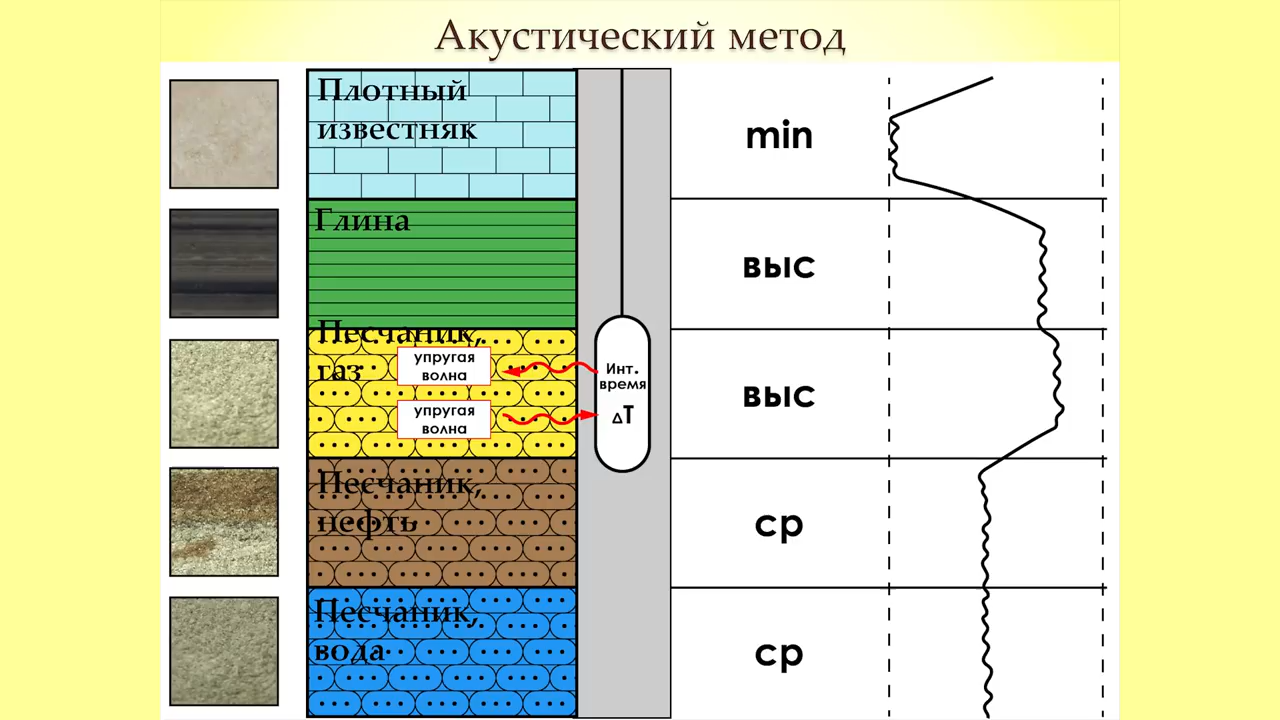 Акустический метод
Плотный
известняк
min
Глина
выс
Песчаник,
газ
упругая
волна
упругая
волна
Инт.
время
ΔT
выс
Песчаник,
нефть
ср
Песчаник,
вода
ср